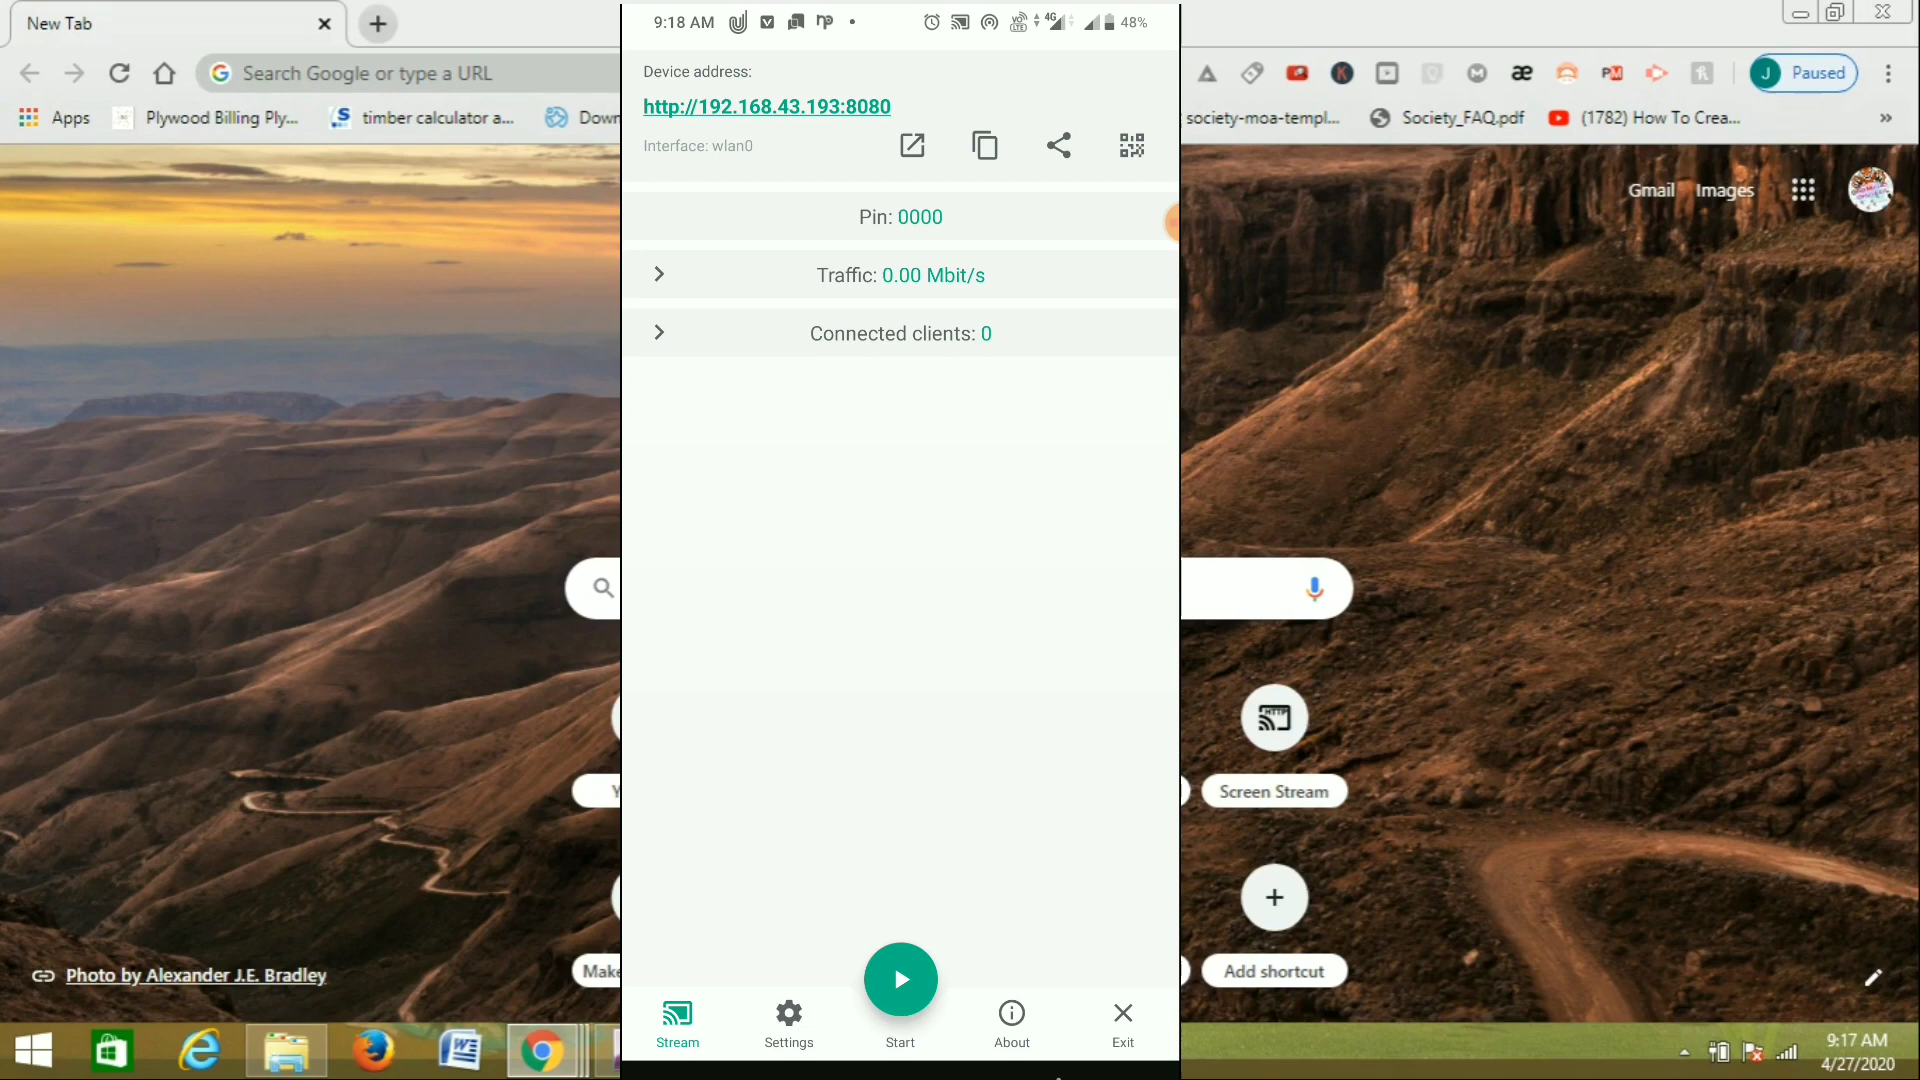 New Tab
Search Google or type a URL
Paused
Apps
Plywood Billing Ply...
timber calculator a...
Down
society-moa-templ...
Society_FAQ.pdf
(1782) How To Crea...
»
Gmail
Images
9:18 AM
48%
Device address:
http://192.168.43.193:8080
Interface: wlan0
Pin: 0000
Traffic: 0.00 Mbit/s
Connected clients: 0
Screen Stream
Make
Add shortcut
Photo by Alexander J.E. Bradley
Stream
Settings
Start
About
Exit
9:17 AM
4/27/2020